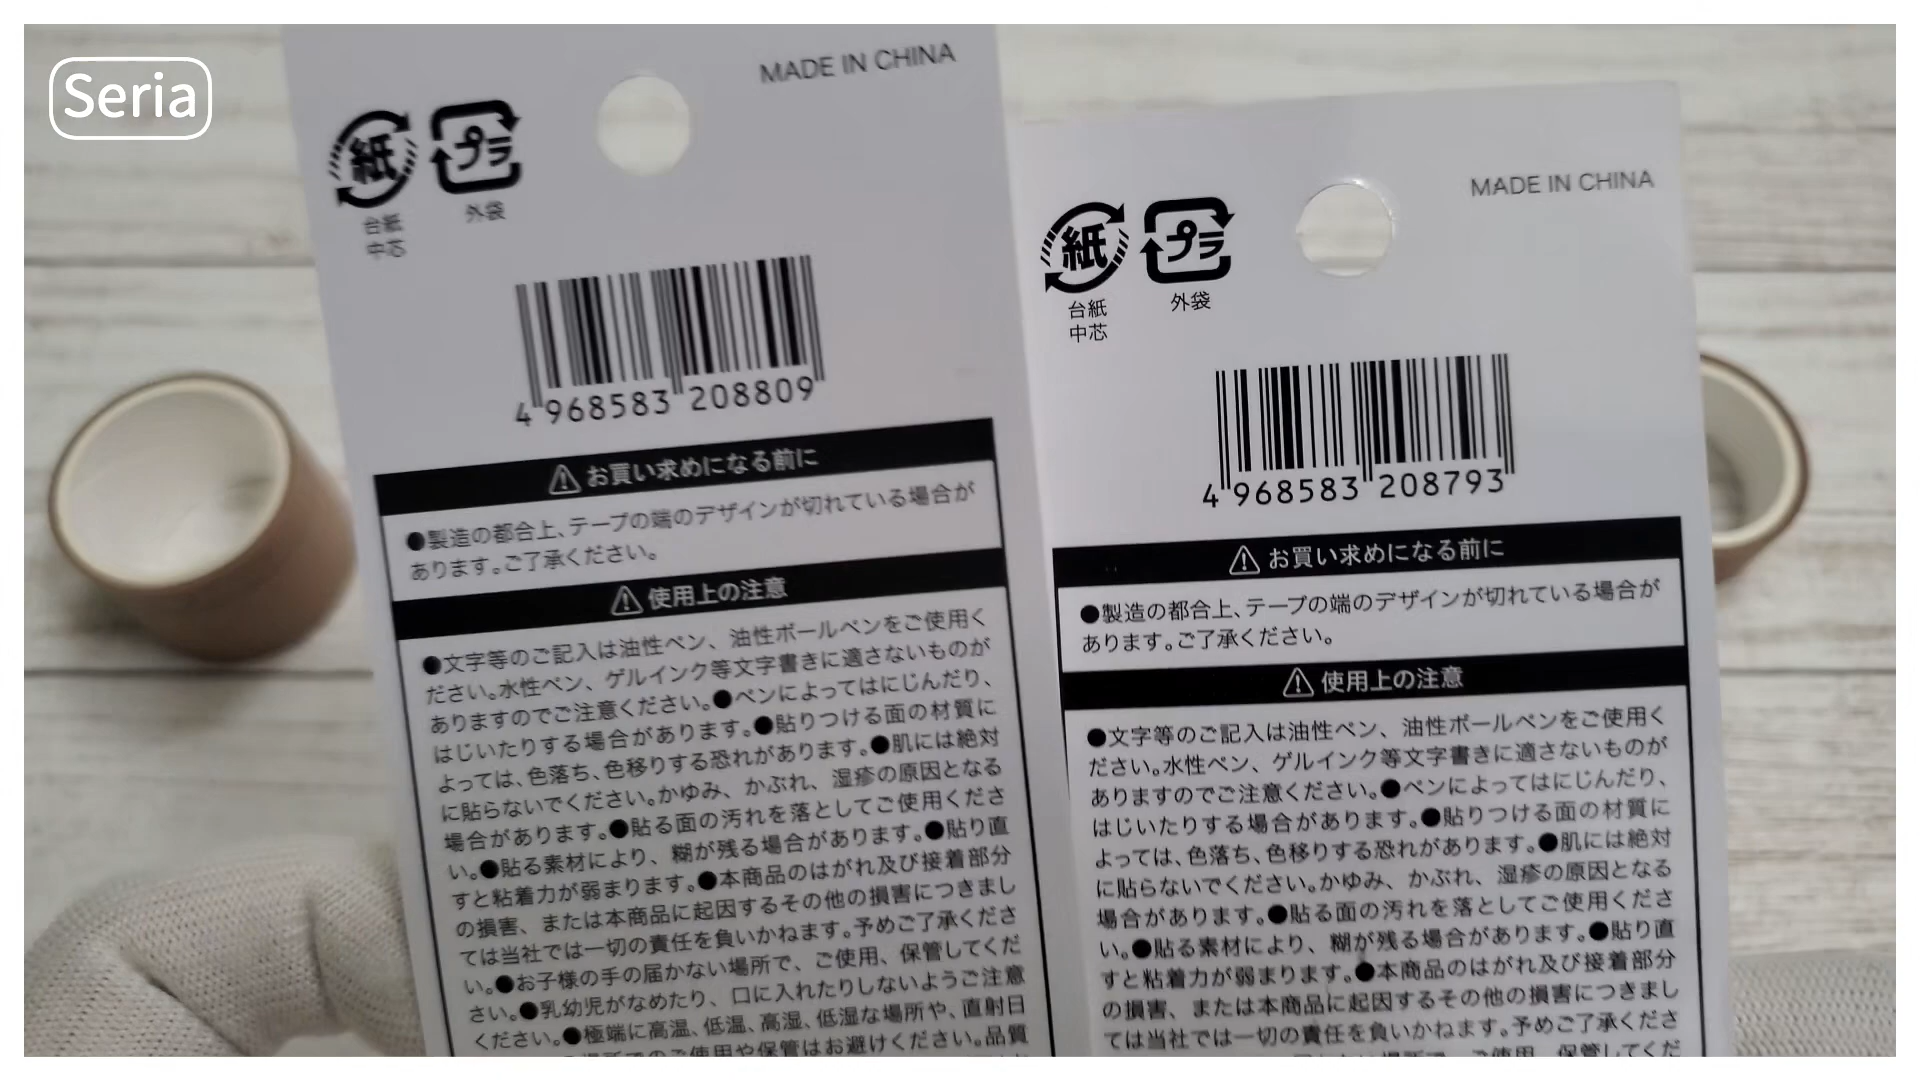 Seria
MADE IN CHINA
紙
プラ
台紙
中芯
外袋
4 968583 208809
お買い求めになる前に
●製造の都合上、テープの端のデザインが切れている場合が
あります。ご了承ください。
使用上の注意
●文字等のご記入は油性ペン、油性ボールペンをご使用く
ださい。水性ペン、ゲルインク等文字書きに適さないものが
ありますのでご注意ください。●ペンによってはにじんだり、
はじいたりする場合があります。●貼りつける面の材質に
よっては、色落ち、色移りする恐れがあります。●肌には絶対
に貼らないでください。かゆみ、かぶれ、湿疹の原因となる
場合があります。●貼る面の汚れを落としてご使用くださ
い。●貼る素材により、糊が残る場合があります。●貼り直
すと粘着力が弱まります。●本商品のはがれ及び接着部分
の損害、または本商品に起因するその他の損害につきまし
ては当社では一切の責任を負いかねます。予めご了承くださ
い。●お子様の手の届かない場所で、ご使用、保管してくだ
さい。●乳幼児がなめたり、口に入れたりしないようご注意
ください。●極端に高温、低温、高湿、低湿な場所や、直射日
場所でのご使用や保管はお避けください。品質
MADE IN CHINA
紙
プラ
台紙
中芯
外袋
4 968583 208793
お買い求めになる前に
●製造の都合上、テープの端のデザインが切れている場合が
あります。ご了承ください。
使用上の注意
●文字等のご記入は油性ペン、油性ボールペンをご使用く
ださい。水性ペン、ゲルインク等文字書きに適さないものが
ありますのでご注意ください。●ペンによってはにじんだり、
はじいたりする場合があります。●貼りつける面の材質に
よっては、色落ち、色移りする恐れがあります。●肌には絶対
に貼らないでください。かゆみ、かぶれ、湿疹の原因となる
場合があります。●貼る面の汚れを落としてご使用くださ
い。●貼る素材により、糊が残る場合があります。●貼り直
すと粘着力が弱まります。●本商品のはがれ及び接着部分
の損害、または本商品に起因するその他の損害につきまし
ては当社では一切の責任を負いかねます。予めご了承くださ
ご使用、保管してくだ